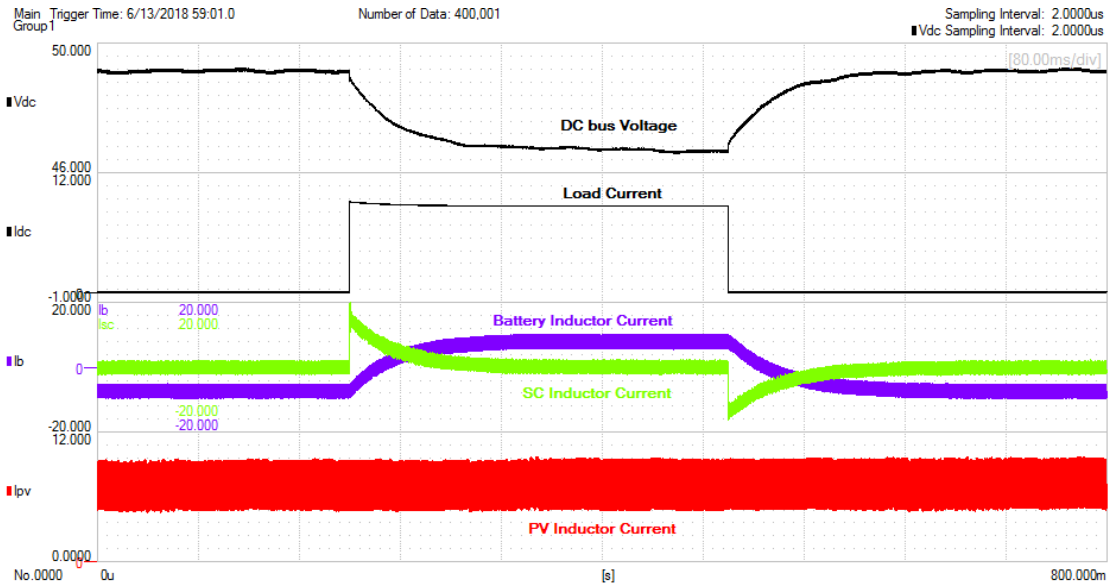 Main Trigger Time: 6/13/2018 59:01.0 Number of Data: 400,001 Sampling Interval: 2.0000us
Group1 Vdc Sampling Interval: 2.0000us
50.000
[80.00ms/div]
Vdc
DC bus Voltage
46.000
12.000
Load Current
Idc
-1.0000
20.000
Ib 20.000
Isc 20.000
Battery Inductor Current
Ib
0
SC Inductor Current
-20.000
-20.000
-20.000
12.000
Ipv
PV Inductor Current
0.0000
No.0000 0u [s] 800.000m